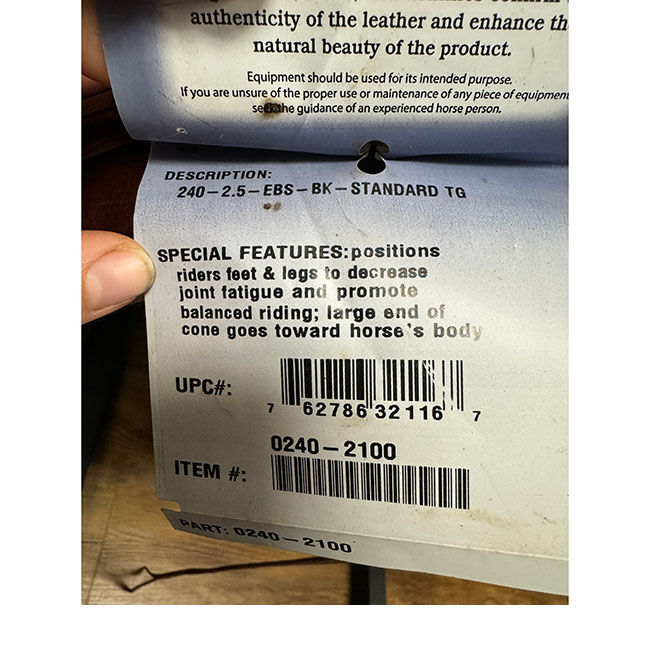 authenticity of the leather and enhance
natural beauty of the product.
Equipment should be used for its intended purpose.
If you are unsure of the proper use or maintenance of any piece of equipment
seek the guidance of an experienced horse person.
DESCRIPTION:
240-2.5-EBS-BK-STANDARD TG
SPECIAL FEATURES:positions
riders feet & legs to decrease
joint fatigue and promote
balanced riding; large end of
cone goes toward horse's body
UPC#:
7 62786 32116 7
0240-2100
ITEM #:
PART: 0240-2100